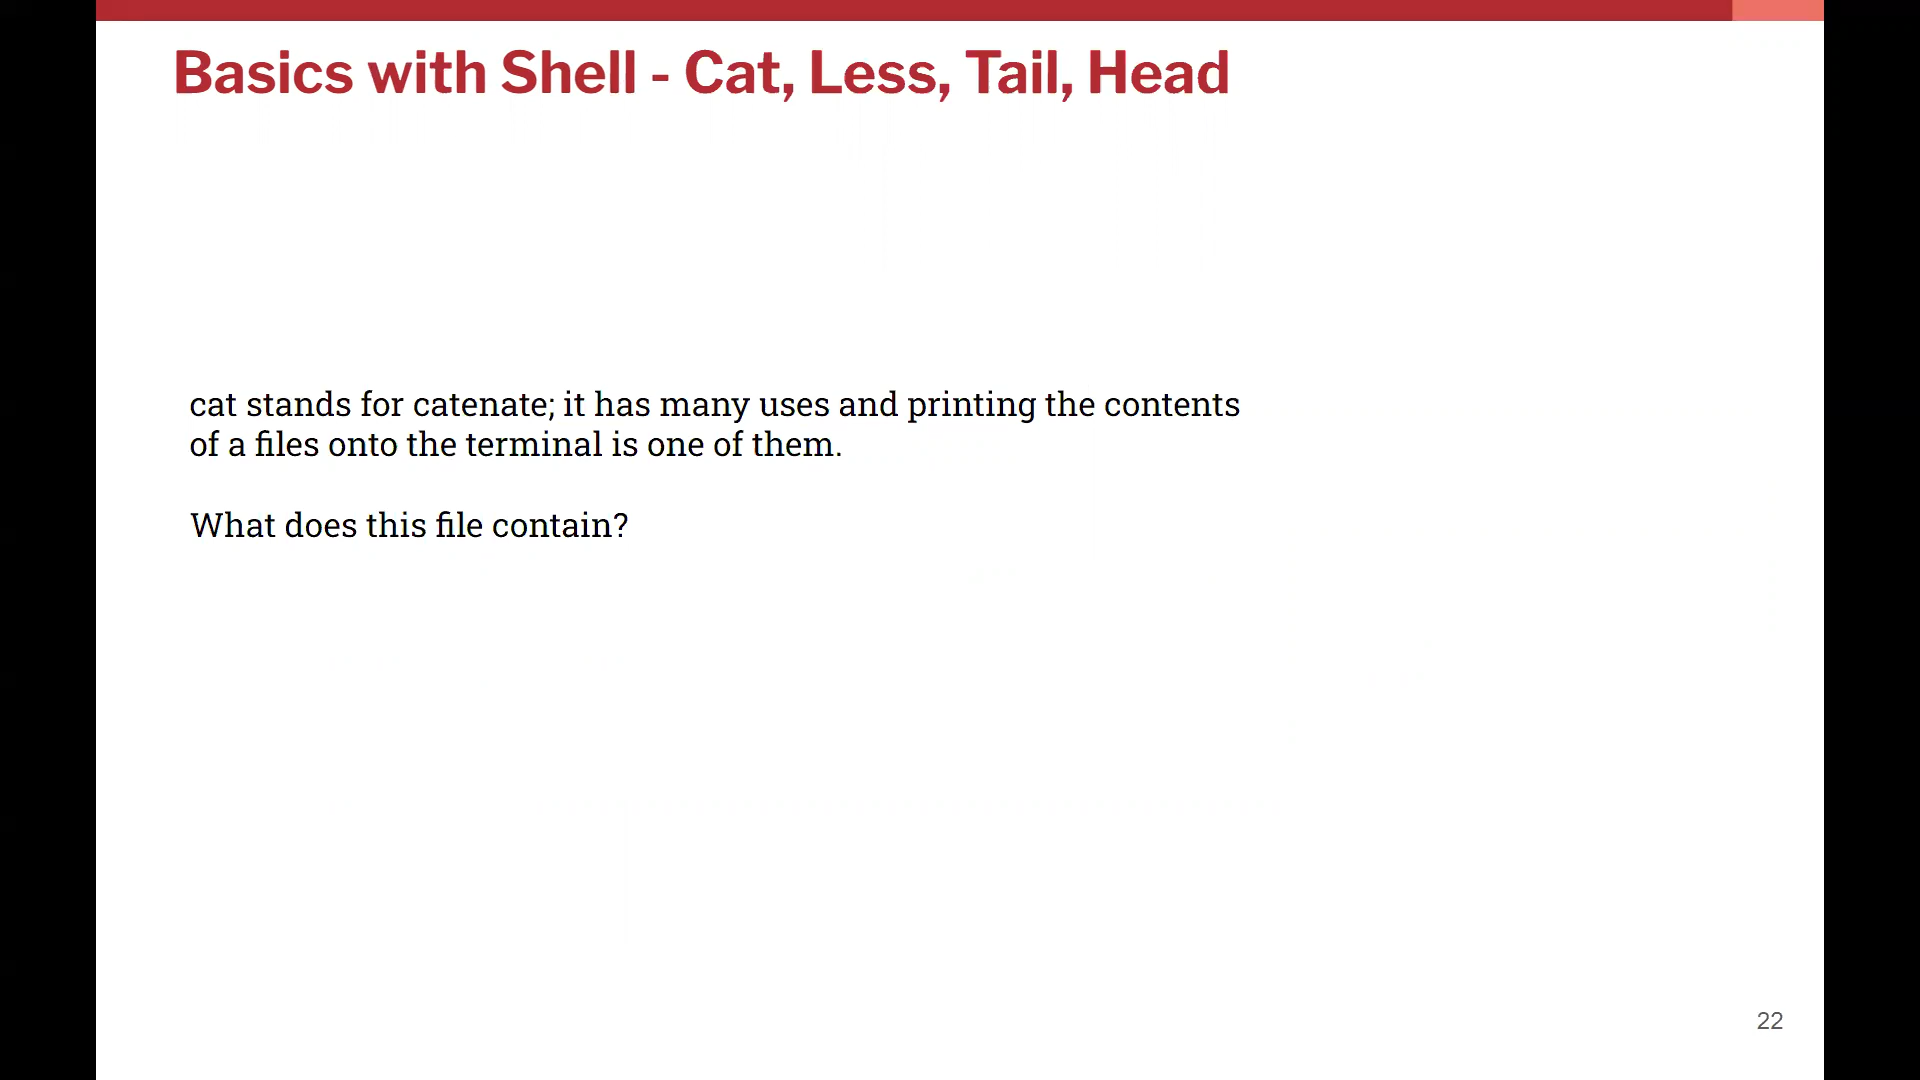 Basics with Shell - Cat, Less, Tail, Head
cat stands for catenate; it has many uses and printing the contents
of a files onto the terminal is one of them.
What does this file contain?
22